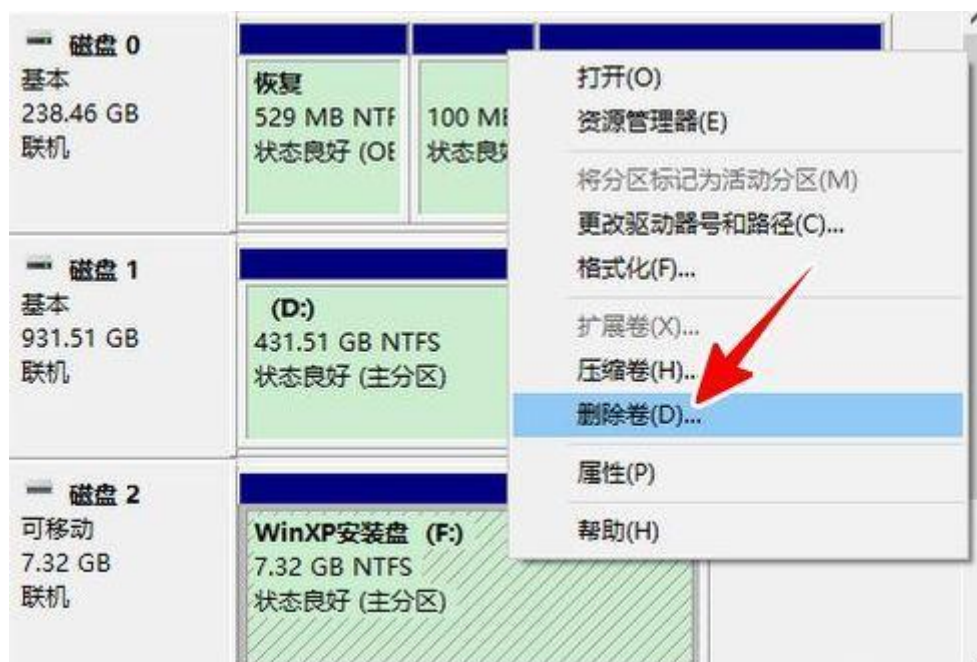 磁盘 0
基本
238.46 GB
联机
恢复
529 MB NTF
状态良好 (OE
100 ME
状态良好
打开(O)
资源管理器(E)
将分区标记为活动分区(M)
更改驱动器号和路径(C)...
格式化(F)...
扩展卷(X)...
压缩卷(H)...
删除卷(D)...
属性(P)
帮助(H)
磁盘 1
基本
931.51 GB
联机
(D:)
431.51 GB NTFS
状态良好 (主分区)
磁盘 2
可移动
7.32 GB
联机
WinXP安装盘 (F:)
7.32 GB NTFS
状态良好 (主分区)